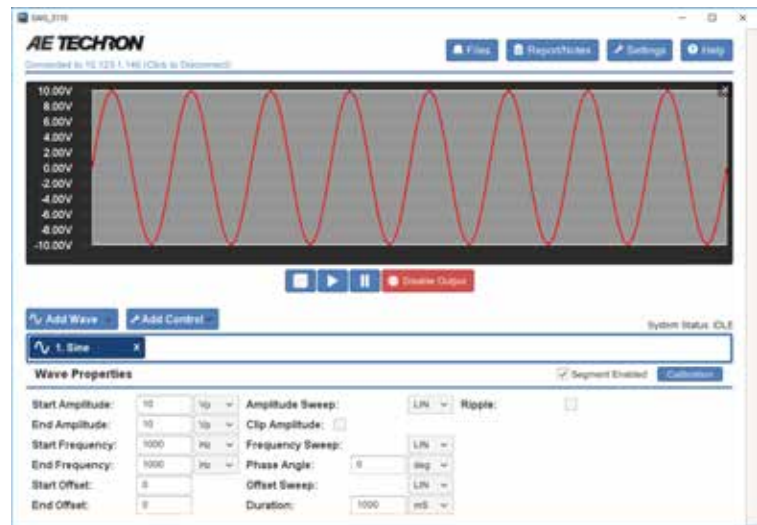 SWG_3110
AE TECHRON
Connected to 10.123.1.146 (Click to Disconnect)
Files
Report/Notes
Settings
Help
10.00V
8.00V
6.00V
4.00V
2.00V
0.00V
-2.00V
-4.00V
-6.00V
-8.00V
-10.00V
Disable Output
Add Wave
Add Control
System Status: IDLE
1. Sine x
Wave Properties
Segment Enabled
Calibration
Start Amplitude: 10 Vp Amplitude Sweep: LIN Ripple:
End Amplitude: 10 Vp Clip Amplitude:
Start Frequency: 1000 Hz Frequency Sweep: LIN
End Frequency: 1000 Hz Phase Angle: 0 deg
Start Offset: 0 Offset Sweep: LIN
End Offset: 0 Duration: 1000 mS